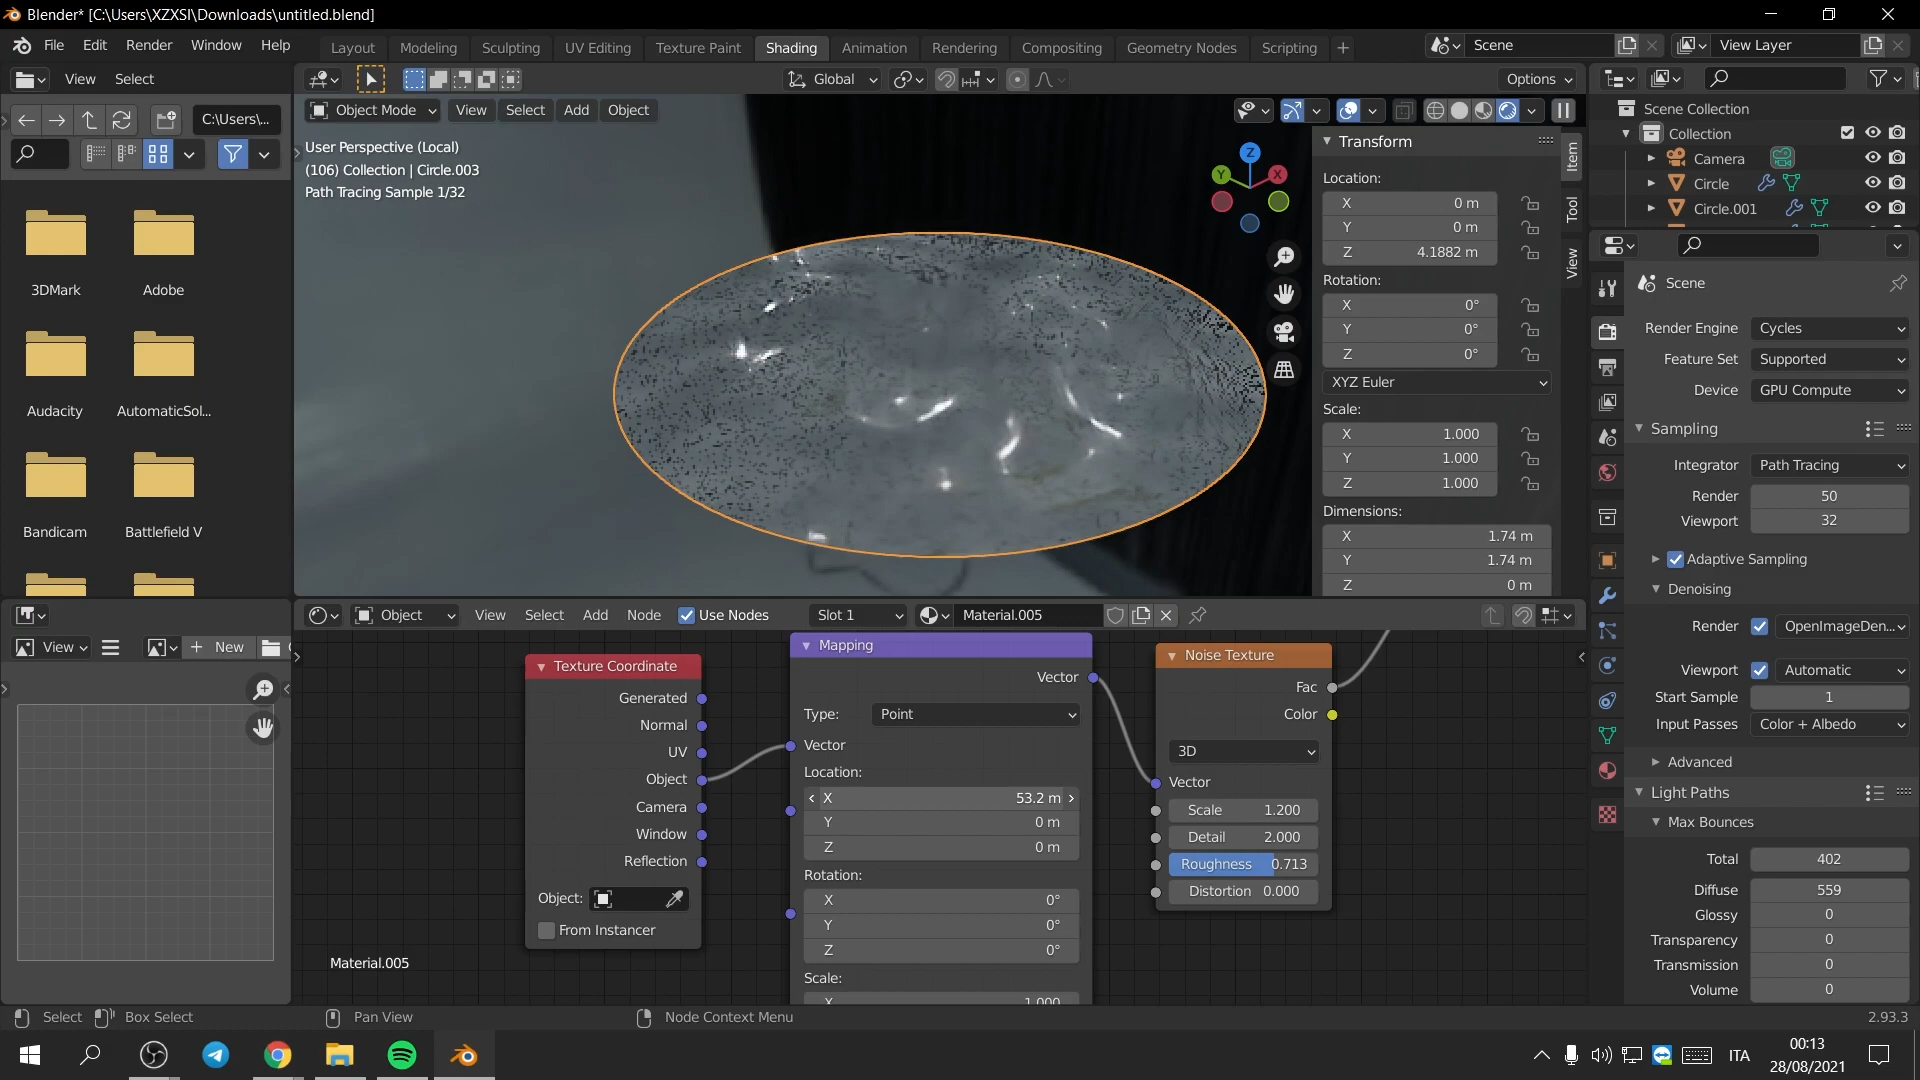 Blender* [C:\Users\XZXSI\Downloads\untitled.blend]
File Edit Render Window Help
Layout Modeling Sculpting UV Editing Texture Paint Shading Animation Rendering Compositing Geometry Nodes Scripting
Scene
View Layer
View Select
Global
Options
C:\Users\...
Object Mode View Select Add Object
User Perspective (Local)
(106) Collection | Circle.003
Path Tracing Sample 1/32
Z
Y
X
3DMark
Adobe
Audacity
AutomaticSol...
Bandicam
Battlefield V
Transform
Location:
X 0 m
Y 0 m
Z 4.1882 m
Rotation:
X 0°
Y 0°
Z 0°
XYZ Euler
Scale:
X 1.000
Y 1.000
Z 1.000
Dimensions:
X 1.74 m
Y 1.74 m
Z 0 m
Item
Tool
View
Scene Collection
Collection
Camera
Circle
Circle.001
Scene
Render Engine Cycles
Feature Set Supported
Device GPU Compute
Sampling
Integrator Path Tracing
Render 50
Viewport 32
Adaptive Sampling
Denoising
Render OpenImageDen...
Viewport Automatic
Start Sample 1
Input Passes Color + Albedo
Advanced
Light Paths
Max Bounces
Total 402
Diffuse 559
Glossy 0
Transparency 0
Transmission 0
Volume 0
View
New
Object View Select Add Node Use Nodes Slot 1 Material.005
Texture Coordinate
Generated
Normal
UV
Object
Camera
Window
Reflection
Object:
From Instancer
Mapping
Vector
Type: Point
Vector
Location:
X 53.2 m
Y 0 m
Z 0 m
Rotation:
X 0°
Y 0°
Z 0°
Scale:
X 1.000
Noise Texture
Fac
Color
3D
Vector
Scale 1.200
Detail 2.000
Roughness 0.713
Distortion 0.000
Material.005
Select Box Select Pan View Node Context Menu 2.93.3
ITA
00:13
28/08/2021